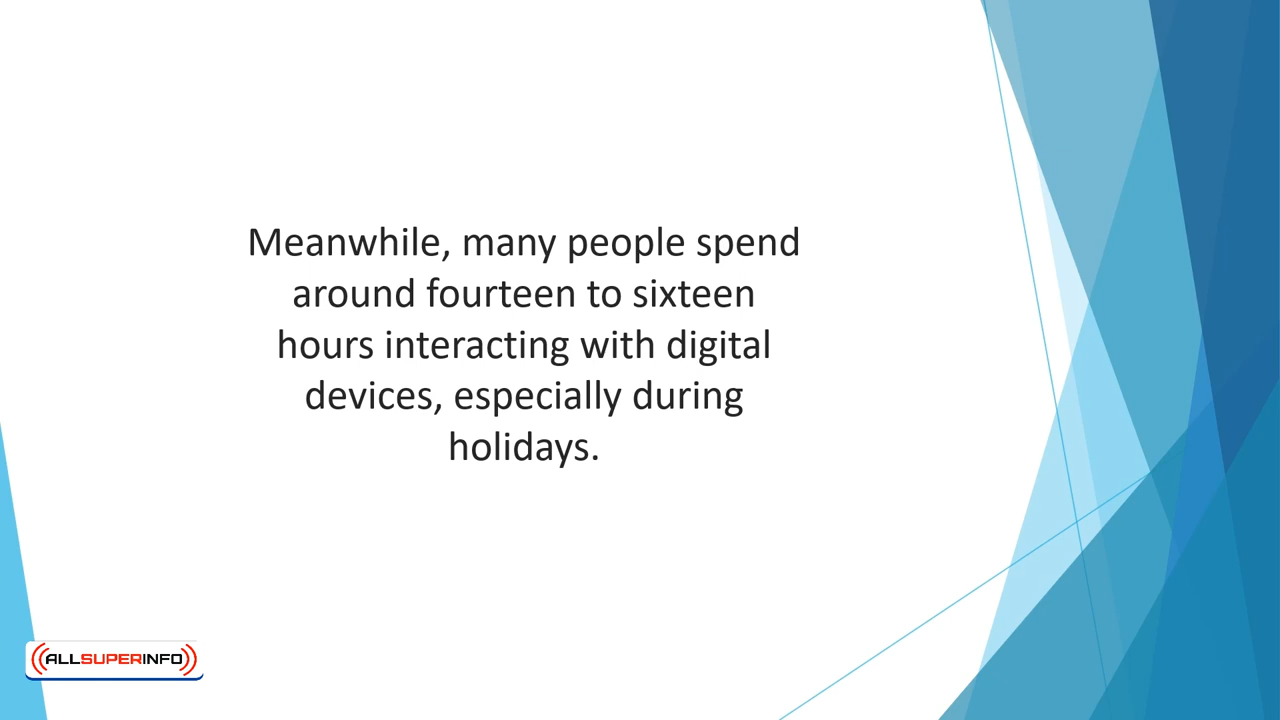 Meanwhile, many people spend
around fourteen to sixteen
hours interacting with digital
devices, especially during
holidays.
ALLSUPERINFO